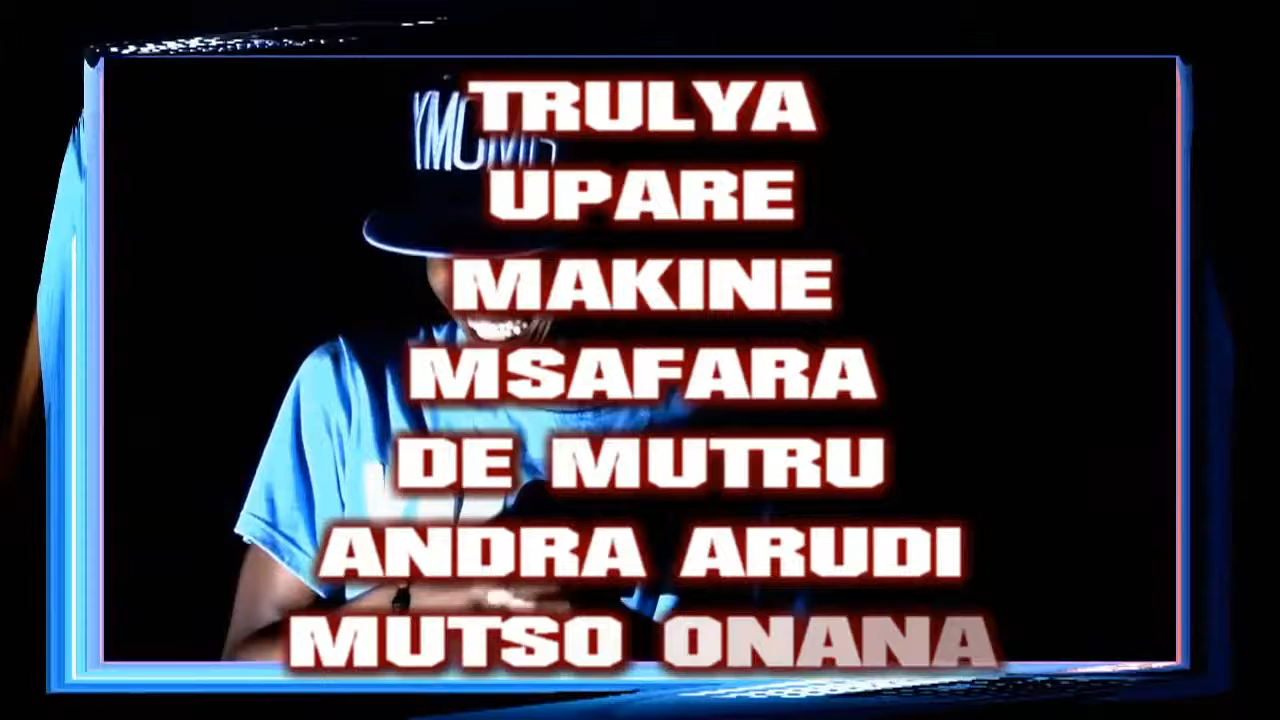 TRULYA
UPARE
MAKINE
MSAFARA
DE MUTRU
ANDRA ARUDI
MUTSO ONANA